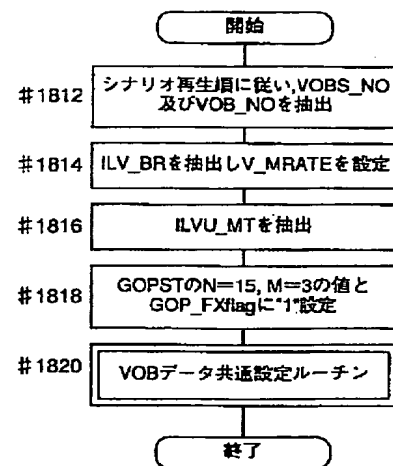 開始
#1812
シナリオ再生順に従い,VOBS_NO
及びVOB_NOを抽出
#1814
ILV_BRを抽出しV_MRATEを設定
#1816
ILVU_MTを抽出
#1818
GOPSTのN=15, M=3の値と
GOP_FXflagに"1"設定
#1820
VOBデータ共通設定ルーチン
終了